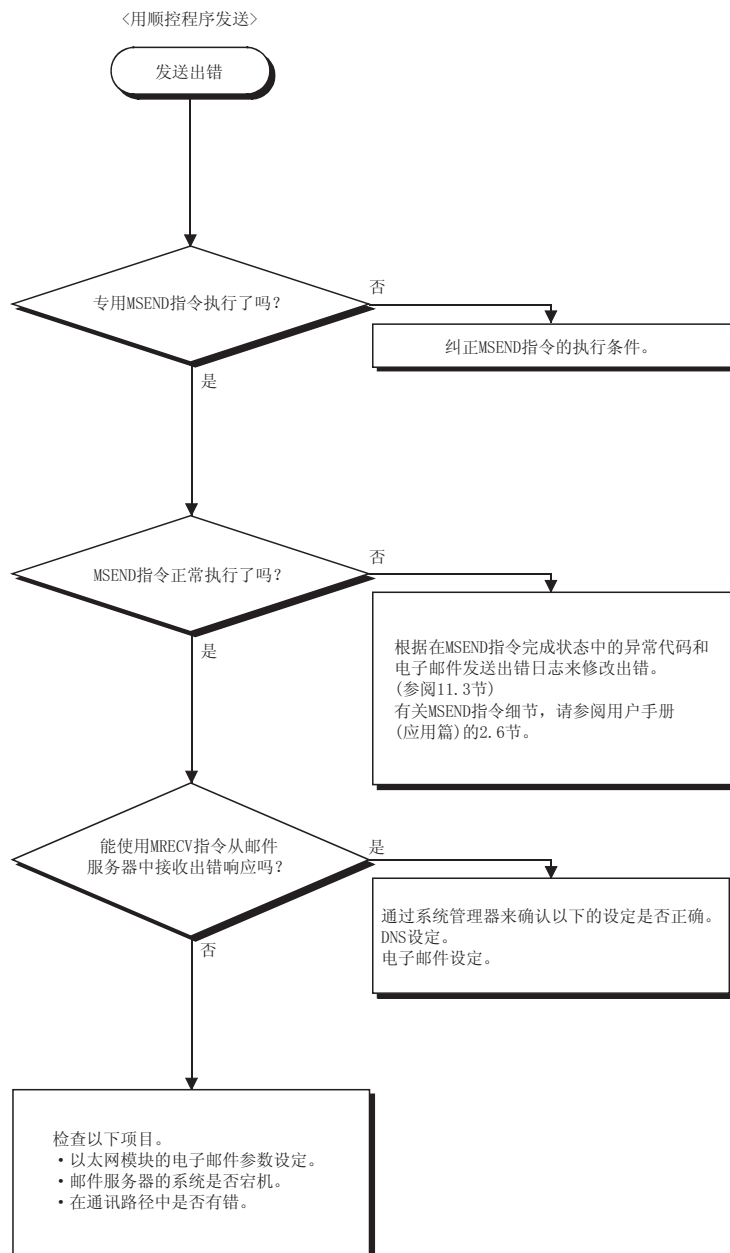 〈用顺控程序发送〉
发送出错
专用MSEND指令执行了吗？
否
纠正MSEND指令的执行条件。
是
MSEND指令正常执行了吗？
否
根据在MSEND指令完成状态中的异常代码和
电子邮件发送出错日志来修改出错。
(参阅11.3节)
有关MSEND指令细节，请参阅用户手册
(应用篇)的2.6节。
是
能使用MRECV指令从邮件
服务器中接收出错响应吗？
是
通过系统管理器来确认以下的设定是否正确。
DNS设定。
电子邮件设定。
否
检查以下项目。
・以太网模块的电子邮件参数设定。
・邮件服务器的系统是否宕机。
・在通讯路径中是否有错。